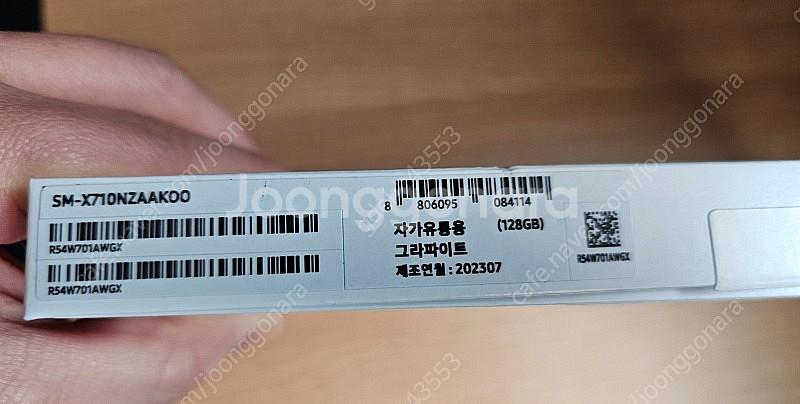 SM-X710NZAAKOO
R54W701AWGX
R54W701AWGX
8 806095 084114
자가유통용 (128GB)
그라파이트
제조연월 : 202307
R54W701AWGX
Joonggonara
cafe.naver.com/joonggonara